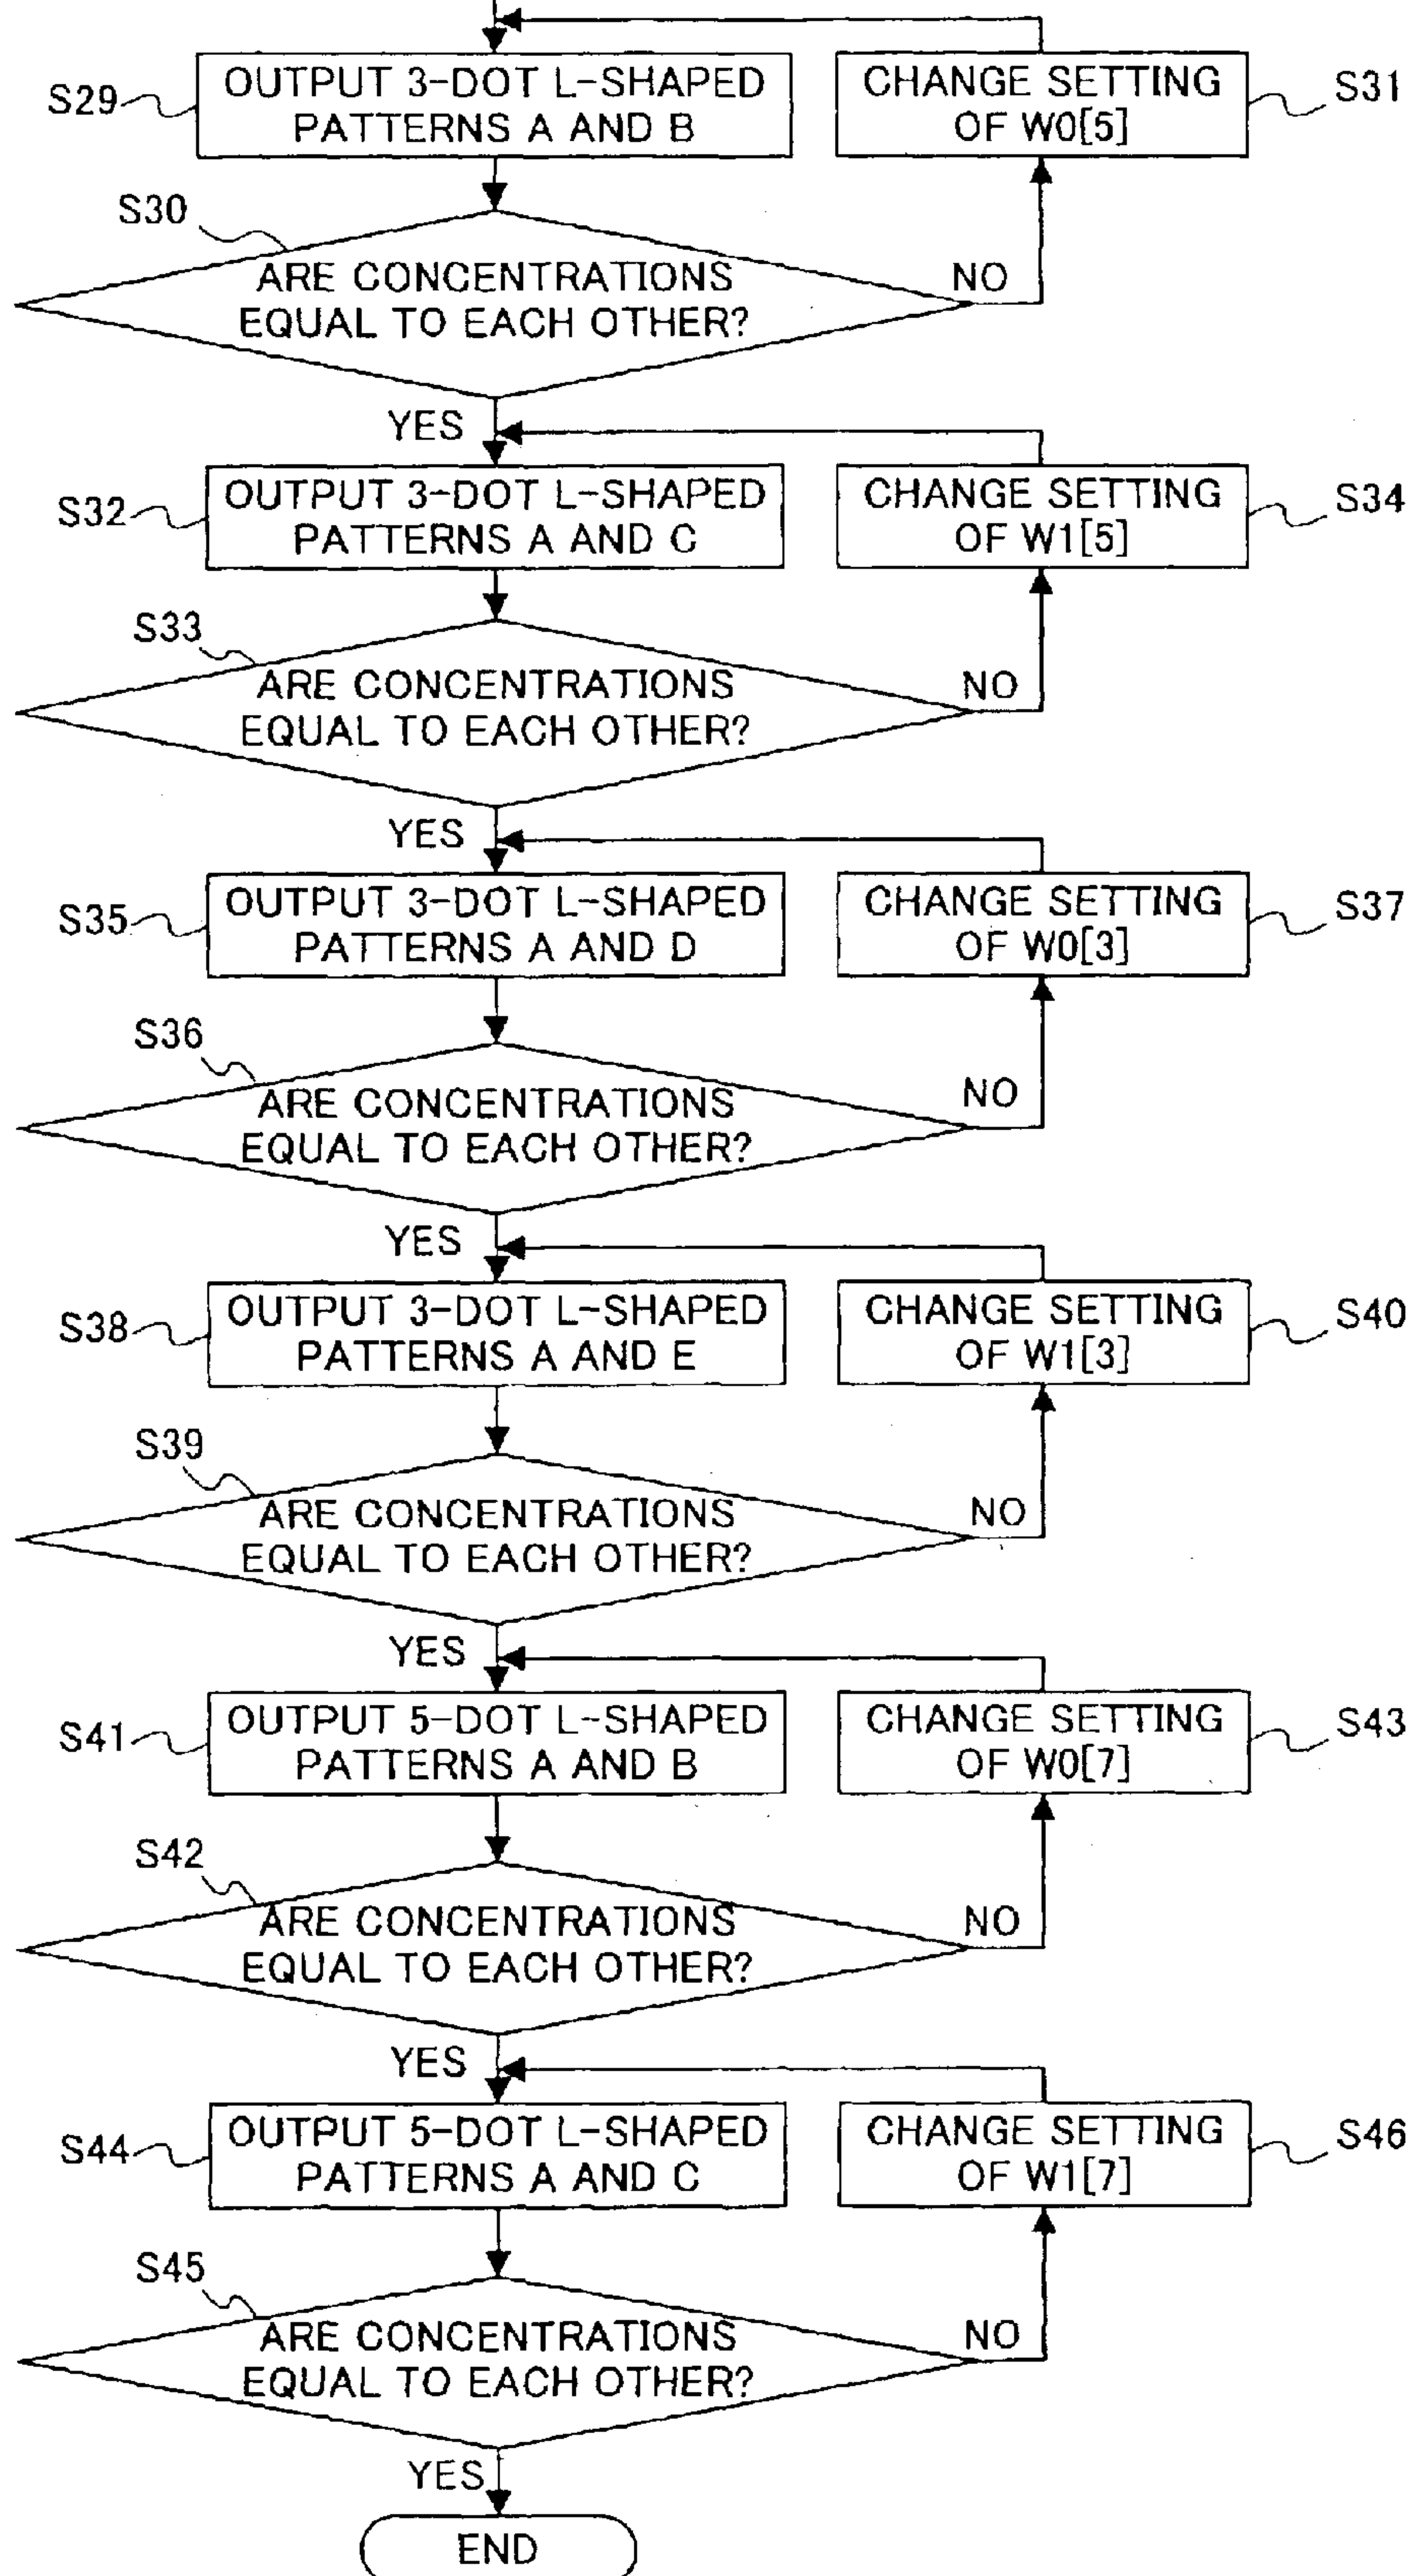 S29
OUTPUT 3-DOT L-SHAPED
PATTERNS A AND B
CHANGE SETTING
OF W0[5]
S31
S30
ARE CONCENTRATIONS
EQUAL TO EACH OTHER?
NO
YES
S32
OUTPUT 3-DOT L-SHAPED
PATTERNS A AND C
CHANGE SETTING
OF W1[5]
S34
S33
ARE CONCENTRATIONS
EQUAL TO EACH OTHER?
NO
YES
S35
OUTPUT 3-DOT L-SHAPED
PATTERNS A AND D
CHANGE SETTING
OF W0[3]
S37
S36
ARE CONCENTRATIONS
EQUAL TO EACH OTHER?
NO
YES
S38
OUTPUT 3-DOT L-SHAPED
PATTERNS A AND E
CHANGE SETTING
OF W1[3]
S40
S39
ARE CONCENTRATIONS
EQUAL TO EACH OTHER?
NO
YES
S41
OUTPUT 5-DOT L-SHAPED
PATTERNS A AND B
CHANGE SETTING
OF W0[7]
S43
S42
ARE CONCENTRATIONS
EQUAL TO EACH OTHER?
NO
YES
S44
OUTPUT 5-DOT L-SHAPED
PATTERNS A AND C
CHANGE SETTING
OF W1[7]
S46
S45
ARE CONCENTRATIONS
EQUAL TO EACH OTHER?
NO
YES
END